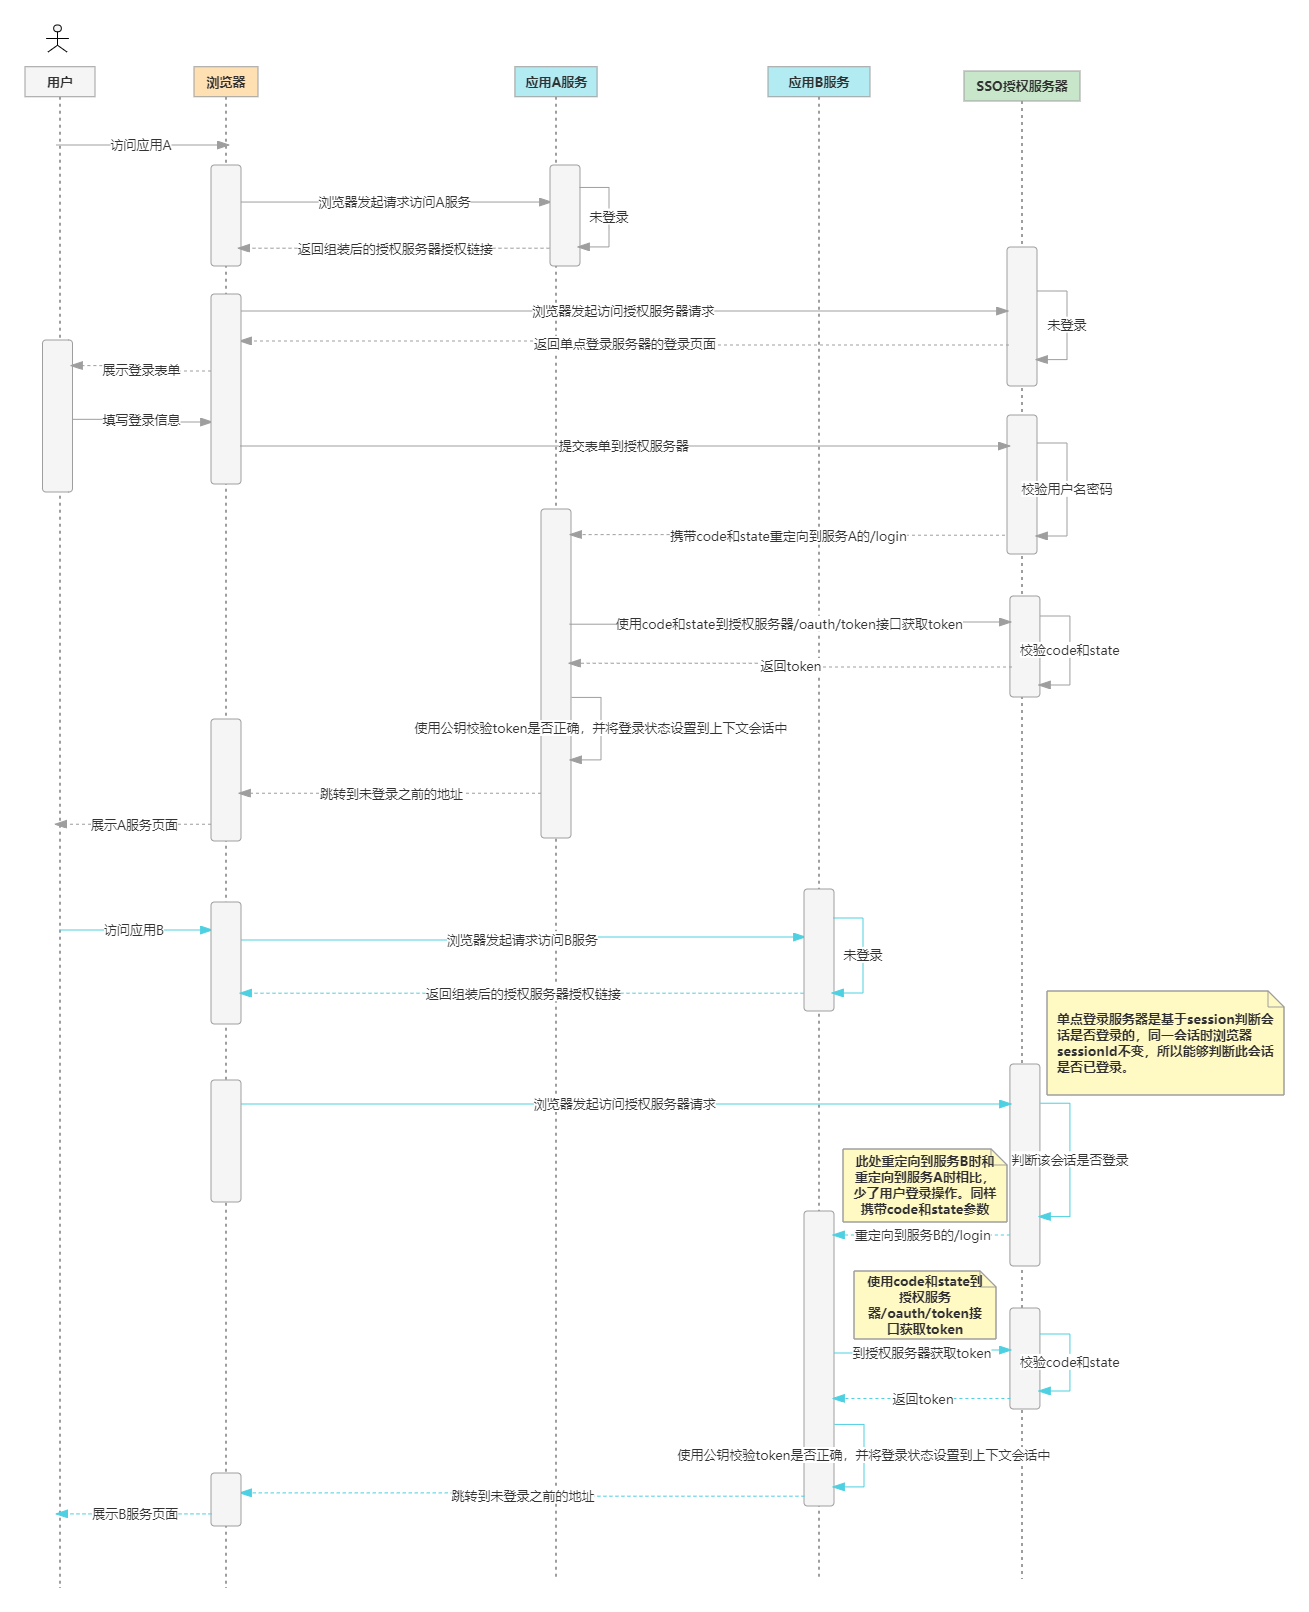 用户
浏览器
应用A服务
应用B服务
SSO授权服务器
访问应用A
浏览器发起请求访问A服务
未登录
返回组装后的授权服务器授权链接
浏览器发起访问授权服务器请求
未登录
返回单点登录服务器的登录页面
展示登录表单
填写登录信息
提交表单到授权服务器
校验用户名密码
携带code和state重定向到服务A的/login
使用code和state到授权服务器/oauth/token接口获取token
校验code和state
返回token
使用公钥校验token是否正确，并将登录状态设置到上下文会话中
跳转到未登录之前的地址
展示A服务页面
访问应用B
浏览器发起请求访问B服务
未登录
返回组装后的授权服务器授权链接
单点登录服务器是基于session判断会
话是否登录的，同一会话时浏览器
sessionId不变，所以能够判断此会话
是否已登录。
浏览器发起访问授权服务器请求
判断该会话是否登录
此处重定向到服务B时和
重定向到服务A时相比，
少了用户登录操作。同样
携带code和state参数
重定向到服务B的/login
使用code和state到
授权服务
器/oauth/token接
口获取token
到授权服务器获取token
校验code和state
返回token
使用公钥校验token是否正确，并将登录状态设置到上下文会话中
跳转到未登录之前的地址
展示B服务页面